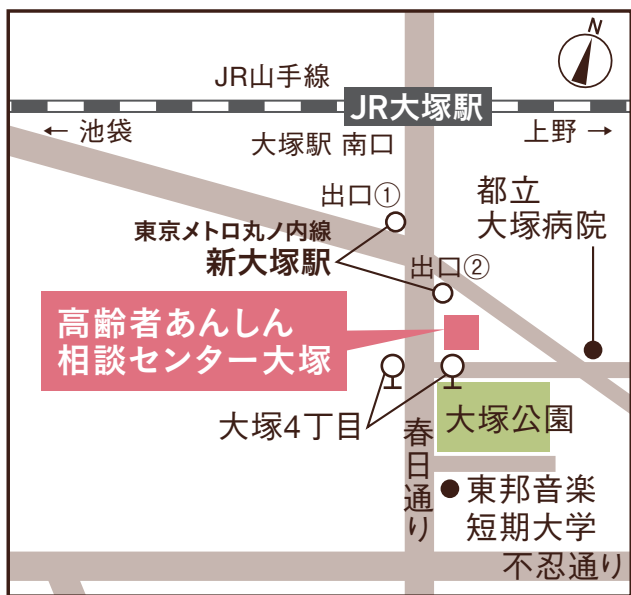 N
JR山手線
JR大塚駅
← 池袋
上野 →
大塚駅 南口
都立
大塚病院
出口①
東京メトロ丸ノ内線
新大塚駅
出口②
高齢者あんしん
相談センター大塚
大塚4丁目
大塚公園
春日通り
東邦音楽
短期大学
不忍通り